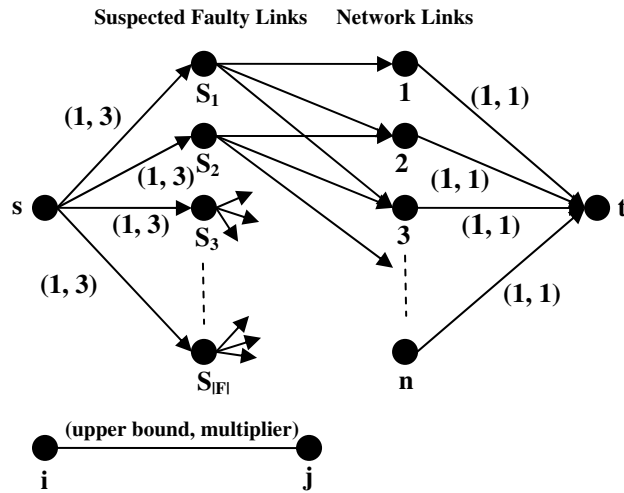 Suspected Faulty Links Network Links
S1 1
(1, 3) (1, 1)
S2 2
(1, 3) (1, 1)
s S3 3 t
(1, 3) (1, 1)
(1, 3) (1, 1)
S|F| n
(upper bound, multiplier)
i j